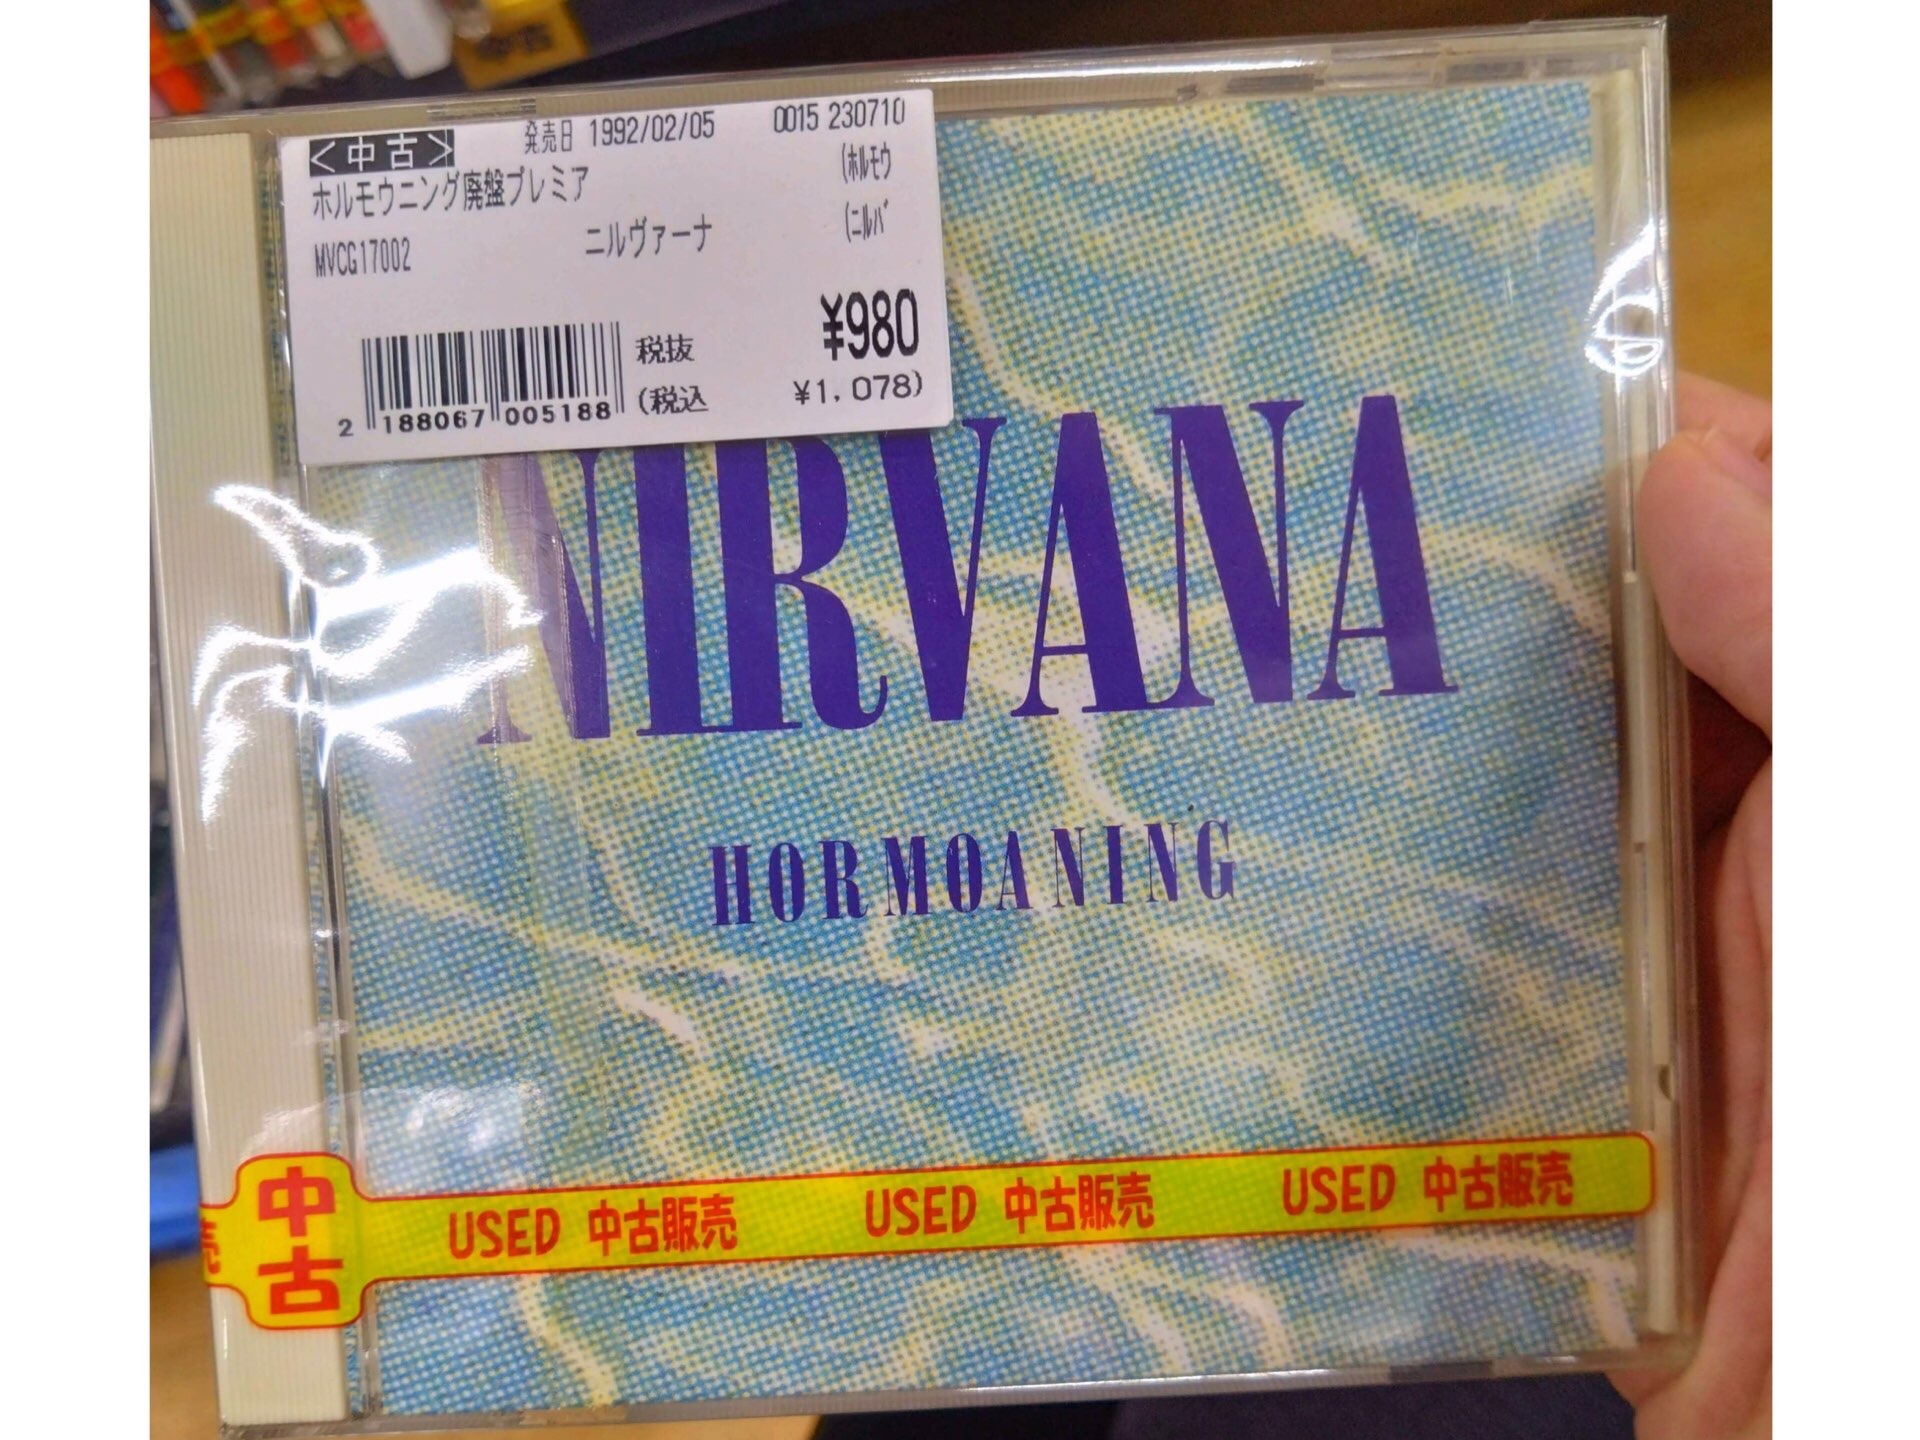 <中古> 発売日 1992/02/05 0015 230710
ホルモウニング廃盤プレミア (ホルモウ
MVCG17002 ニルヴァーナ (ニルバ
¥980
税抜
(税込 ¥1,078)
2 188067 005188
NIRVANA
HORMOANING
売 中古 USED 中古販売 USED 中古販売 USED 中古販売